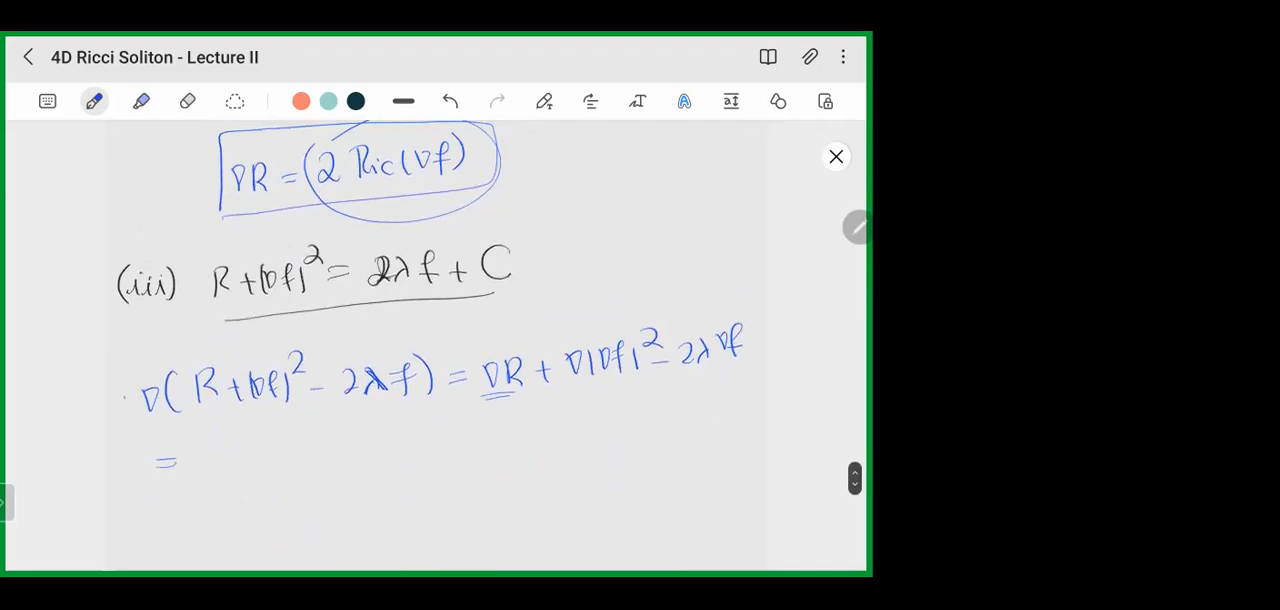 4D Ricci Soliton - Lecture II
∇R = (2 Ric(∇f)
(iii) R + |∇f|² = 2λf + C
∇( R + |∇f|² - 2λf ) = ∇R + ∇|∇f|² - 2λ∇f
=